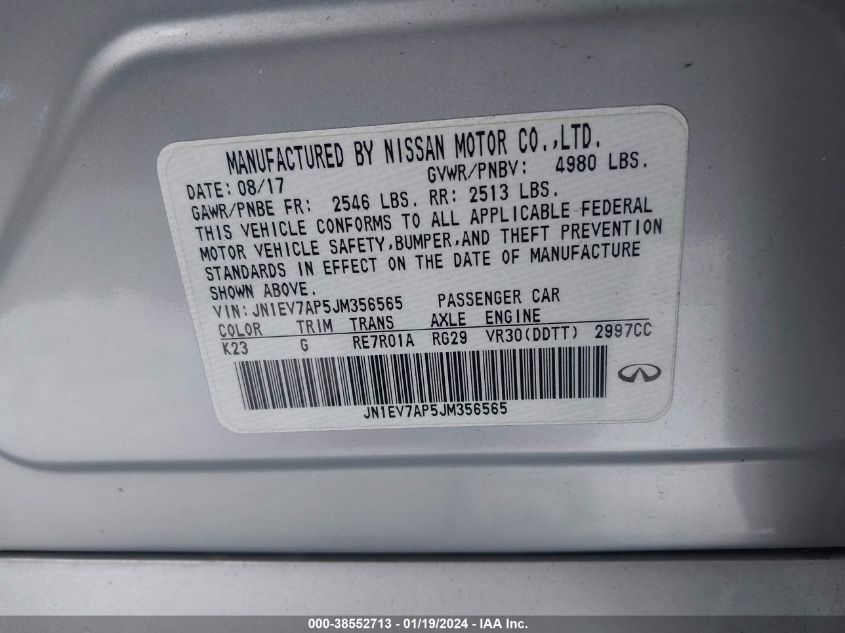 MANUFACTURED BY NISSAN MOTOR CO.,LTD.
DATE: 08/17 GVWR/PNBV: 4980 LBS.
GAWR/PNBE FR: 2546 LBS. RR: 2513 LBS.
THIS VEHICLE CONFORMS TO ALL APPLICABLE FEDERAL
MOTOR VEHICLE SAFETY,BUMPER,AND THEFT PREVENTION
STANDARDS IN EFFECT ON THE DATE OF MANUFACTURE
SHOWN ABOVE.
VIN:JN1EV7AP5JM356565 PASSENGER CAR
COLOR TRIM TRANS AXLE ENGINE
K23 G RE7R01A RG29 VR30(DDTT) 2997CC
JN1EV7AP5JM356565
000-38552713 - 01/19/2024 - IAA Inc.